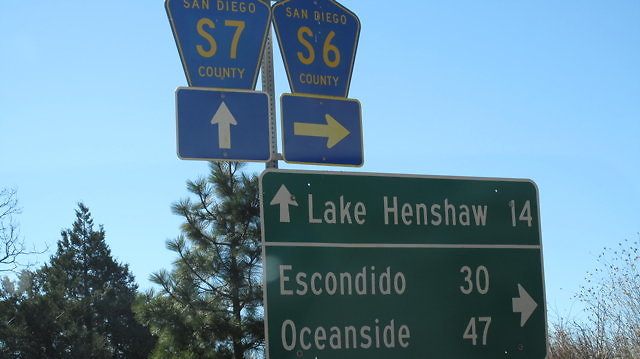 SAN DIEGO
S7
COUNTY
SAN DIEGO
S6
COUNTY
Lake Henshaw 14
Escondido 30
Oceanside 47